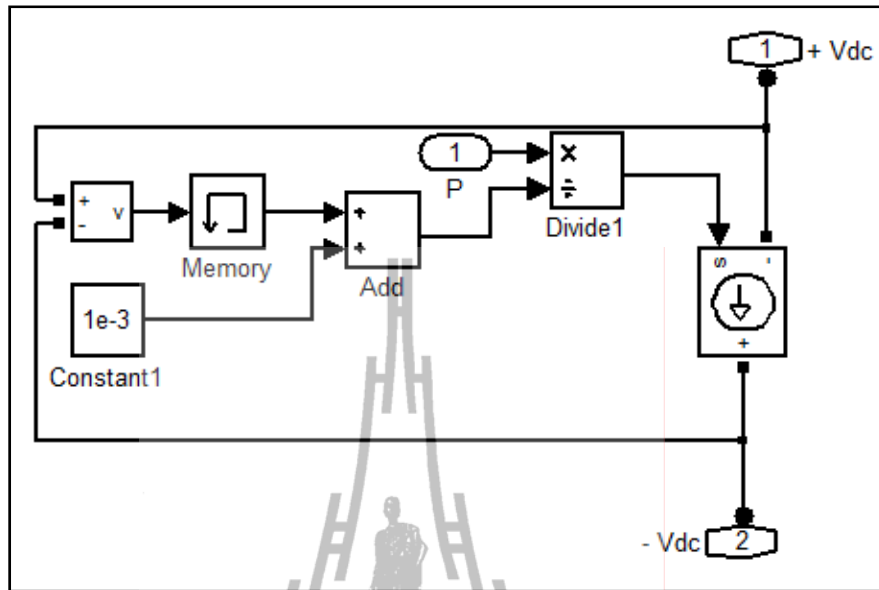 1
+ Vdc
1
P
×
÷
Divide1
+
-
v
Memory
+
+
Add
1e-3
Constant1
s
-
+
- Vdc
2